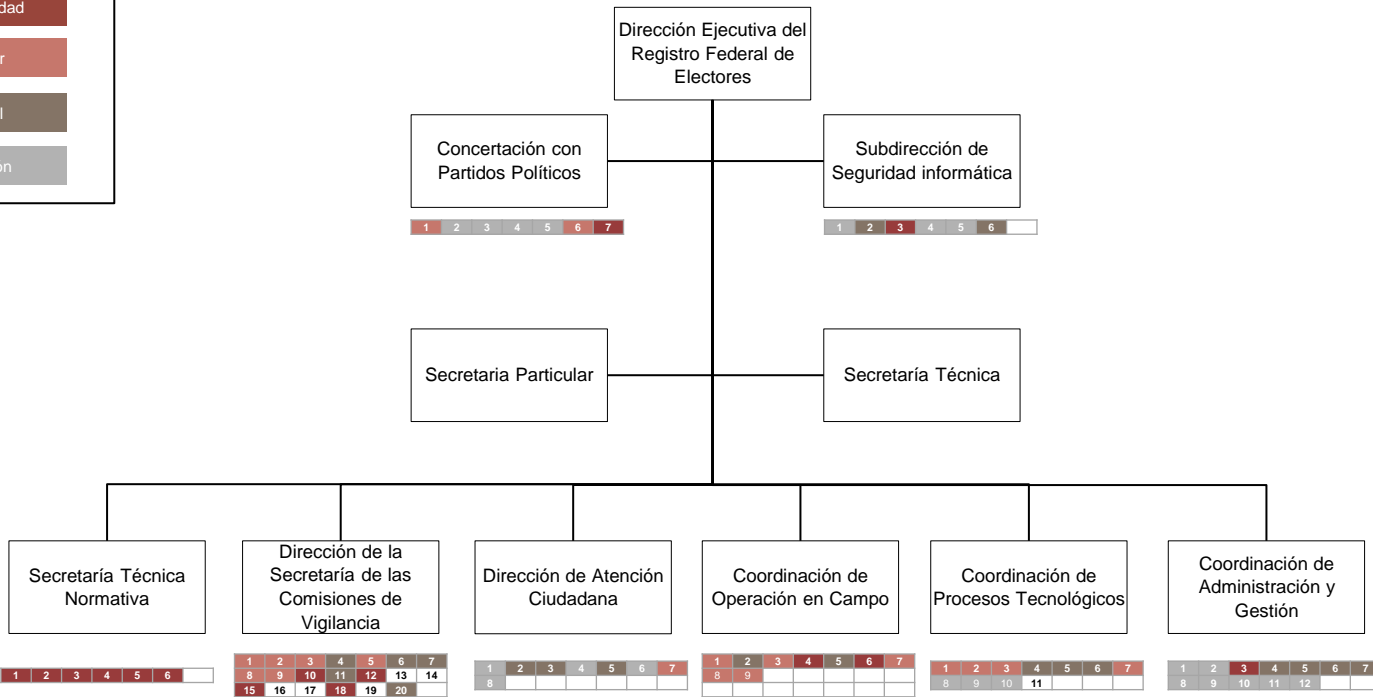 Dirección Ejecutiva del
Registro Federal de
Electores
Concertación con
Partidos Políticos
Subdirección de
Seguridad informática
1 2 3 4 5 6 7
1 2 3 4 5 6
Secretaria Particular
Secretaría Técnica
Secretaría Técnica
Normativa
Dirección de la
Secretaría de las
Comisiones de
Vigilancia
Dirección de Atención
Ciudadana
Coordinación de
Operación en Campo
Coordinación de
Procesos Tecnológicos
Coordinación de
Administración y
Gestión
1 2 3 4 5 6
1 2 3 4 5 6 7
8 9 10 11 12 13 14
15 16 17 18 19 20
1 2 3 4 5 6 7
8
1 2 3 4 5 6 7
8 9
1 2 3 4 5 6 7
8 9 10 11
1 2 3 4 5 6 7
8 9 10 11 12